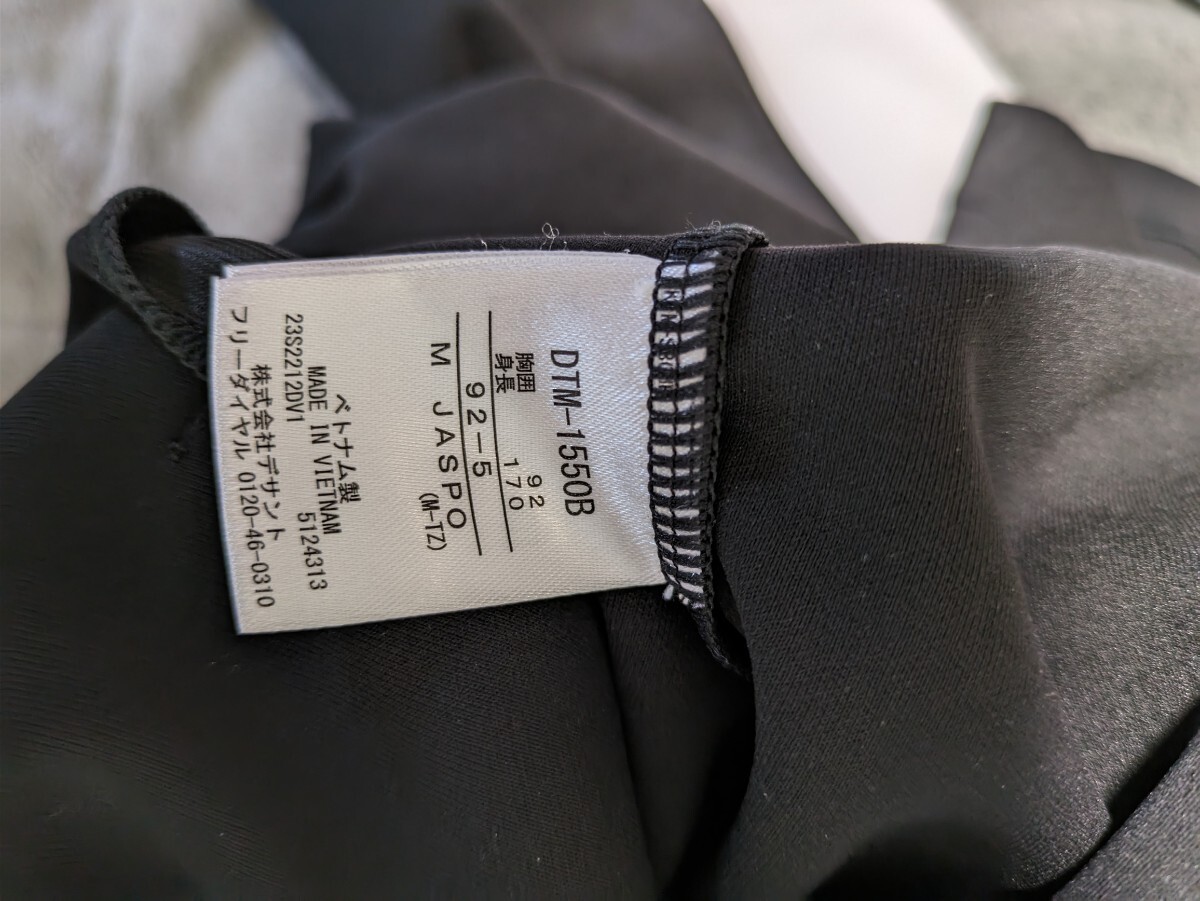 DTM-1550B
胸囲 92
身長 170
92-5
M JASPO
(M-TZ)
ベトナム製
MADE IN VIETNAM
23S2212DV1 5124313
株式会社デサント
フリーダイヤル 0120-46-0310